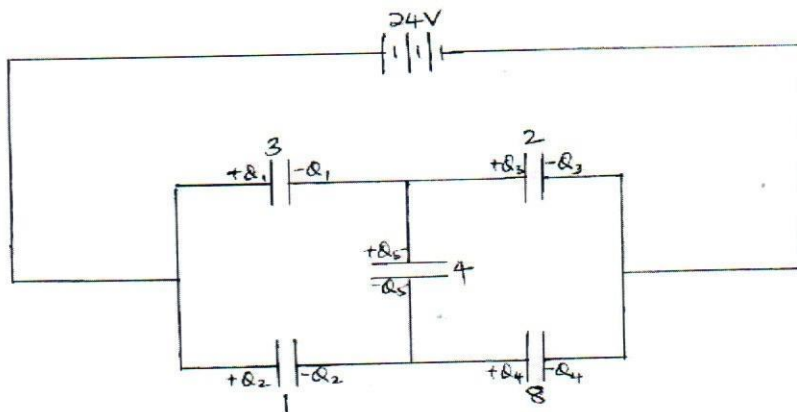 24V
3
2
+Q₁ -Q₁
+Q₃ -Q₃
+Q₅
-Q₅
4
+Q₂ -Q₂
+Q₄ -Q₄
1
8